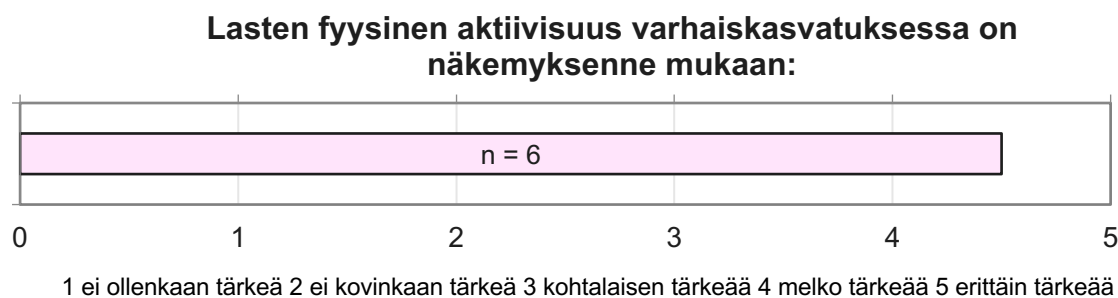 Lasten fyysinen aktiivisuus varhaiskasvatuksessa on
näkemyksenne mukaan:
n = 6
0 1 2 3 4 5
1 ei ollenkaan tärkeä 2 ei kovinkaan tärkeä 3 kohtalaisen tärkeää 4 melko tärkeää 5 erittäin tärkeää